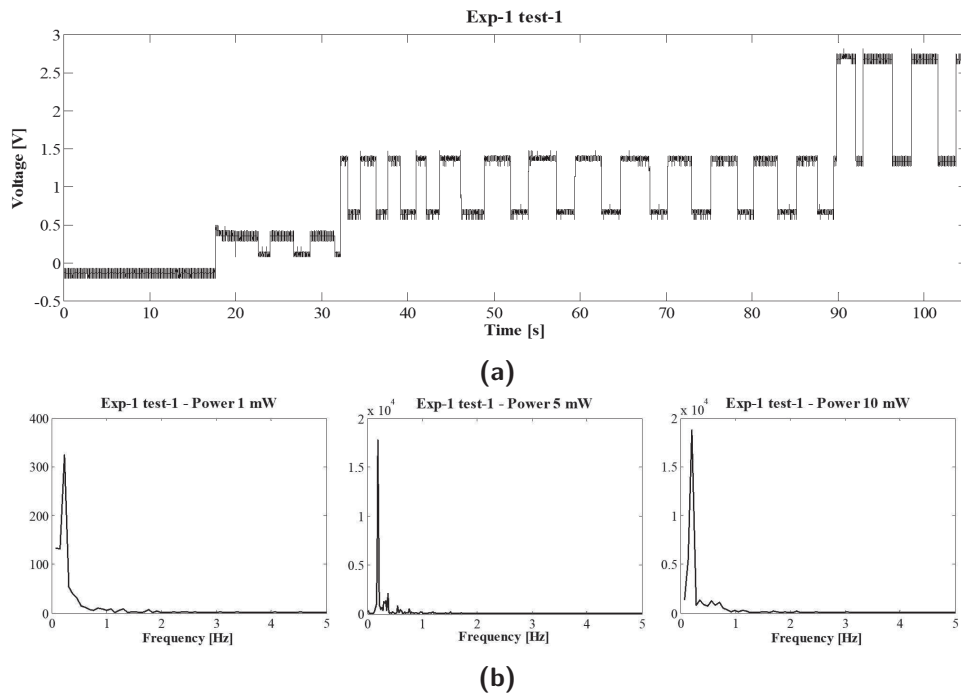 Exp-1 test-1
Voltage [V]
3
2.5
2
1.5
1
0.5
0
-0.5
0 10 20 30 40 50 60 70 80 90 100
Time [s]
(a)
Exp-1 test-1 - Power 1 mW
400
300
200
100
0
0 1 2 3 4 5
Frequency [Hz]
Exp-1 test-1 - Power 5 mW
x 10⁴
2
1.5
1
0.5
0
0 1 2 3 4 5
Frequency [Hz]
Exp-1 test-1 - Power 10 mW
x 10⁴
2
1.5
1
0.5
0
0 1 2 3 4 5
Frequency [Hz]
(b)